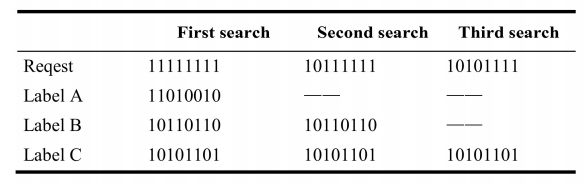 First search Second search Third search
Reqest 11111111 10111111 10101111
Label A 11010010 —— ——
Label B 10110110 10110110 ——
Label C 10101101 10101101 10101101